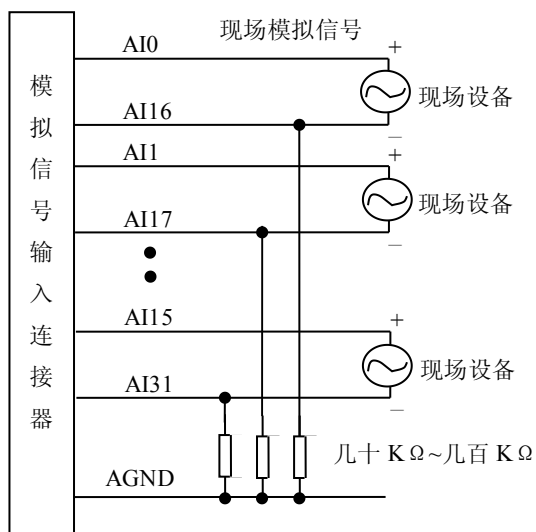 模拟信号输入连接器
现场模拟信号
AI0
+
现场设备
AI16
−
AI1
+
现场设备
AI17
−
AI15
+
现场设备
AI31
−
几十 KΩ~几百 KΩ
AGND